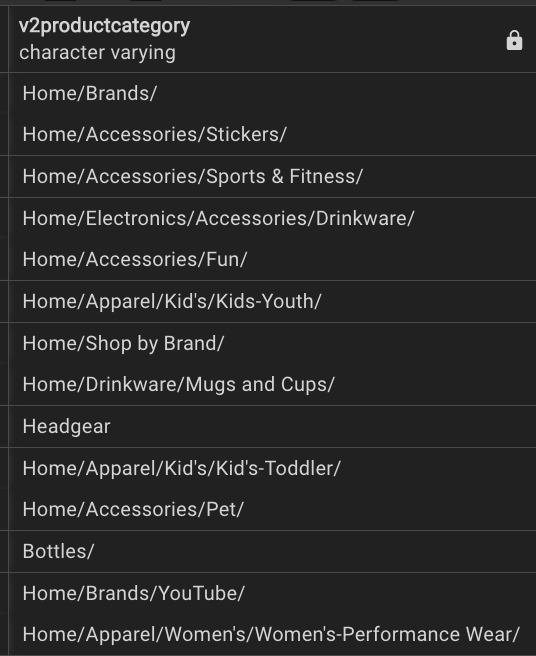 v2productcategory
character varying
Home/Brands/
Home/Accessories/Stickers/
Home/Accessories/Sports & Fitness/
Home/Electronics/Accessories/Drinkware/
Home/Accessories/Fun/
Home/Apparel/Kid's/Kids-Youth/
Home/Shop by Brand/
Home/Drinkware/Mugs and Cups/
Headgear
Home/Apparel/Kid's/Kid's-Toddler/
Home/Accessories/Pet/
Bottles/
Home/Brands/YouTube/
Home/Apparel/Women's/Women's-Performance Wear/